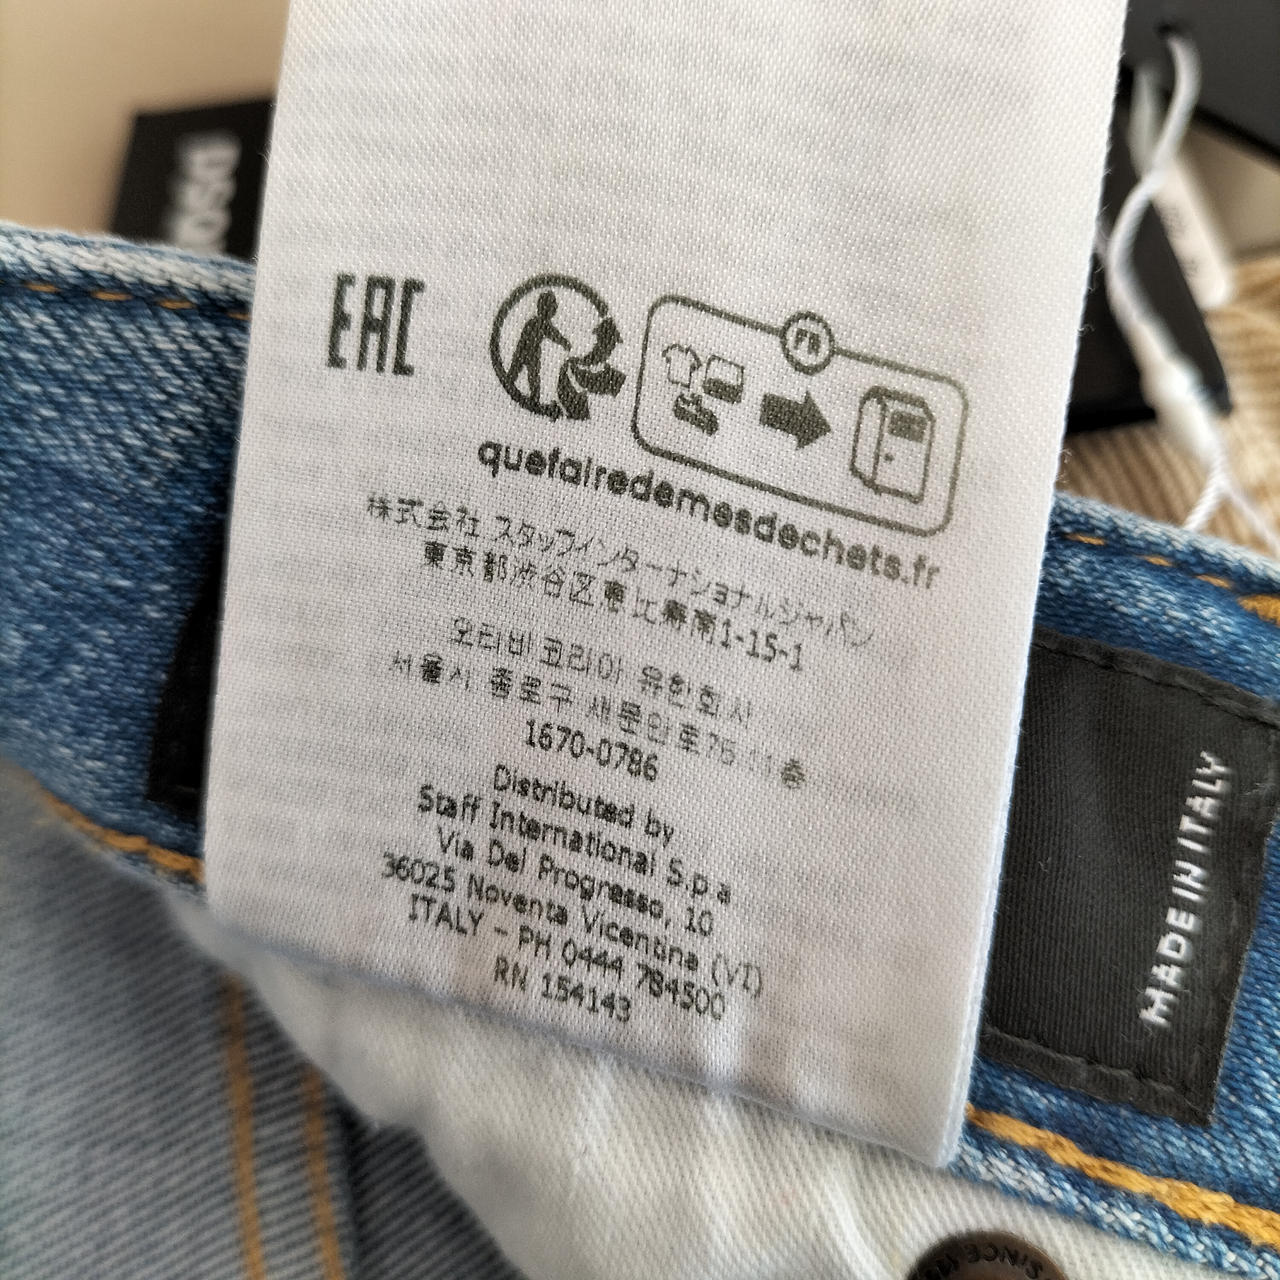 EAC
FR
quefairedemesdechets.fr
株式会社 スタッフインターナショナルジャパン
東京都渋谷区恵比寿南1-15-1
오티비 코리아 유한회사
서울시 종로구 새문안로76 11층
1670-0786
Distributed by
Staff International S.p.a
Via Del Progresso, 10
36025 Noventa Vicentina (VI)
ITALY - PH 0444 784500
RN 154143
MADE IN ITALY
SINCE